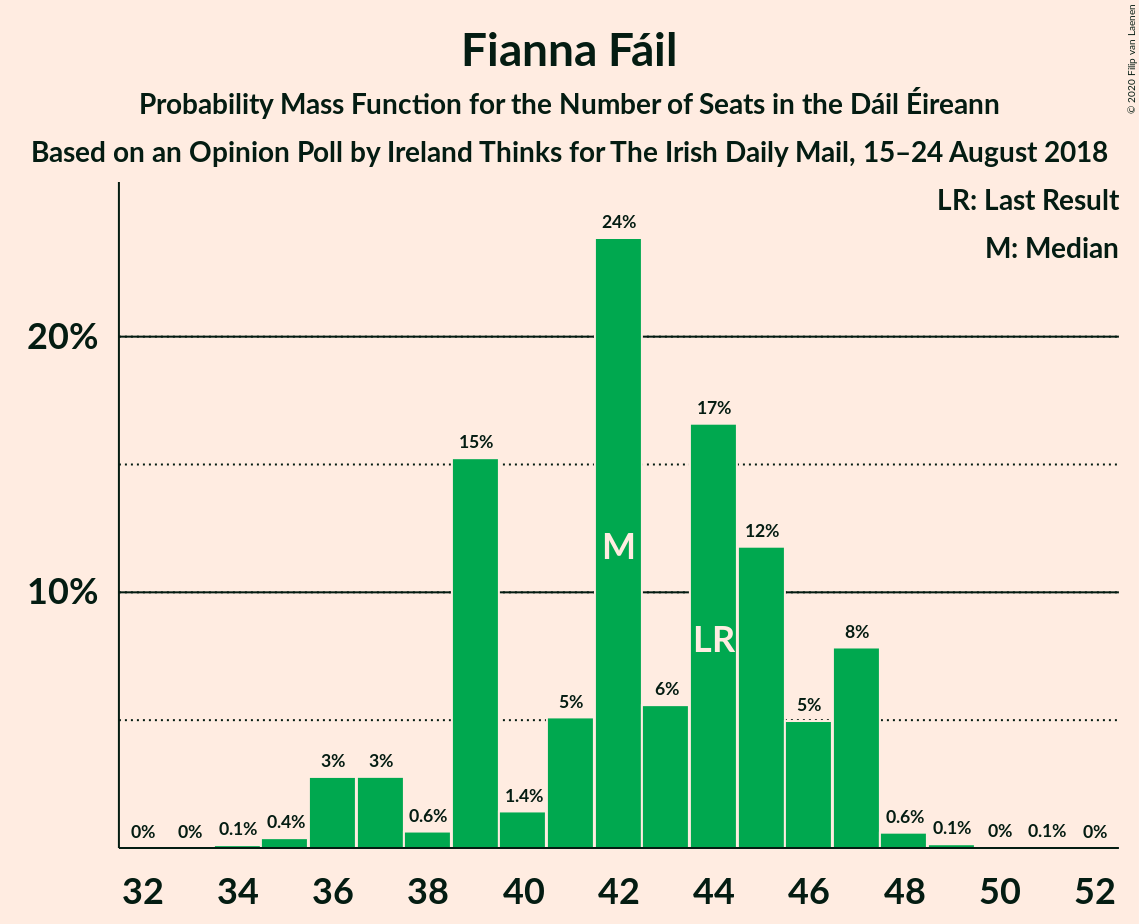 Fianna Fáil
Probability Mass Function for the Number of Seats in the Dáil Éireann
Based on an Opinion Poll by Ireland Thinks for The Irish Daily Mail, 15–24 August 2018
© 2020 Filip van Laenen
LR: Last Result
M: Median
20%
10%
0%
0%
0.1%
0.4%
3%
3%
0.6%
15%
1.4%
5%
24%
6%
17%
12%
5%
8%
0.6%
0.1%
0%
0.1%
0%
M
LR
32 34 36 38 40 42 44 46 48 50 52